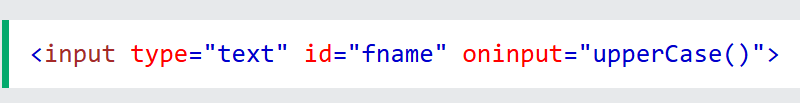 <input type="text" id="fname" oninput="upperCase()">